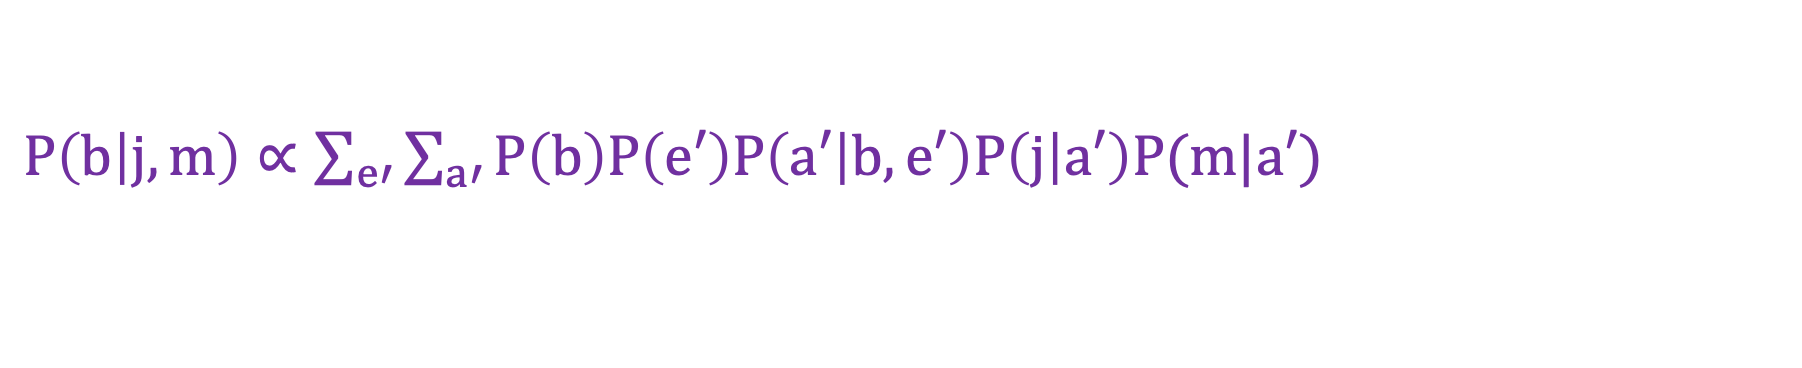 P(b|j, m) ∝ ∑e′ ∑a′ P(b)P(e′)P(a′|b, e′)P(j|a′)P(m|a′)